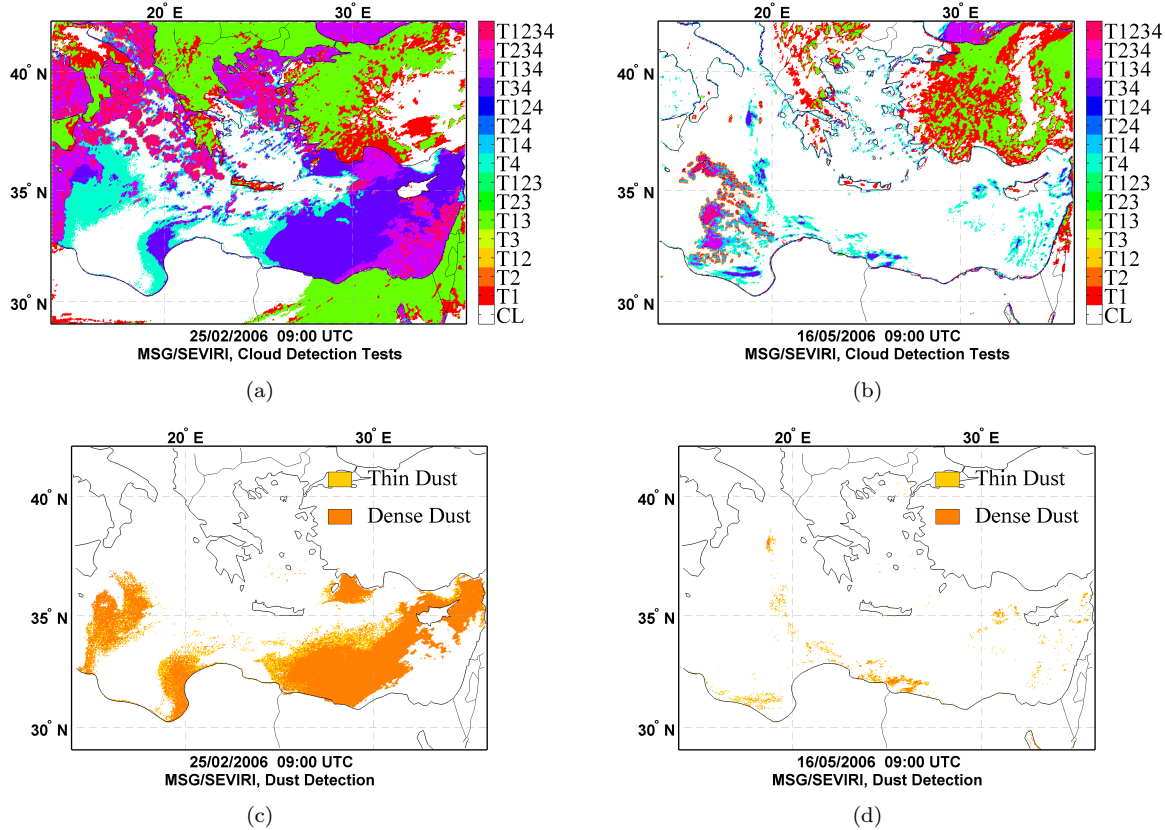 20° E 30° E
40° N
35° N
30° N
T1234
T234
T134
T34
T124
T24
T14
T4
T123
T23
T13
T3
T12
T2
T1
CL
25/02/2006 09:00 UTC
MSG/SEVIRI, Cloud Detection Tests
(a)
20° E 30° E
40° N
35° N
30° N
T1234
T234
T134
T34
T124
T24
T14
T4
T123
T23
T13
T3
T12
T2
T1
CL
16/05/2006 09:00 UTC
MSG/SEVIRI, Cloud Detection Tests
(b)
20° E 30° E
40° N
35° N
30° N
Thin Dust
Dense Dust
25/02/2006 09:00 UTC
MSG/SEVIRI, Dust Detection
(c)
20° E 30° E
40° N
35° N
30° N
Thin Dust
Dense Dust
16/05/2006 09:00 UTC
MSG/SEVIRI, Dust Detection
(d)